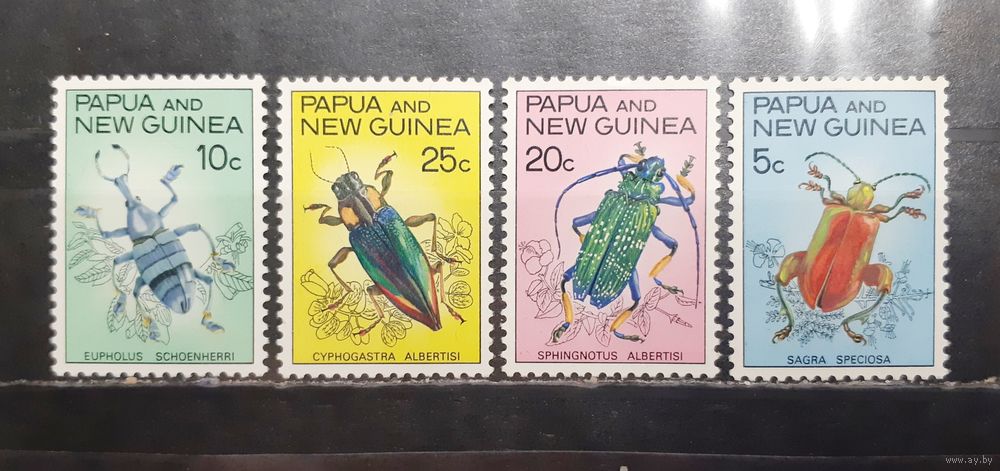 PAPUA AND
NEW GUINEA
10c
EUPHOLUS SCHOENHERRI
PAPUA AND
NEW GUINEA
25c
CYPHOGASTRA ALBERTISI
PAPUA AND
NEW GUINEA
20c
SPHINGNOTUS ALBERTISI
PAPUA AND
NEW GUINEA
5c
SAGRA SPECIOSA
www.ay.by